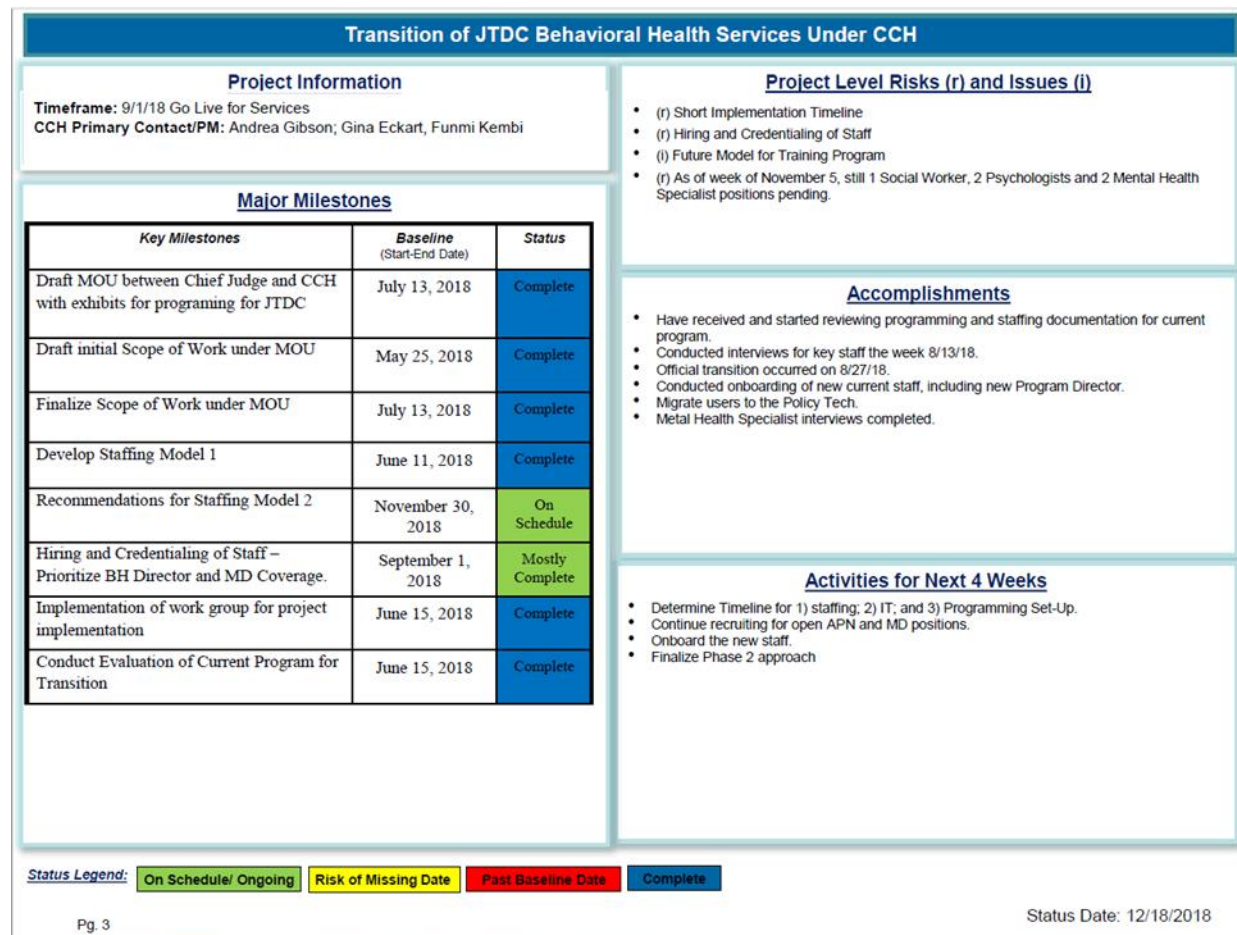 Transition of JTDC Behavioral Health Services Under CCH
Project Information
Timeframe: 9/1/18 Go Live for Services
CCH Primary Contact/PM: Andrea Gibson; Gina Eckart, Funmi Kembi
Major Milestones
Key Milestones
Baseline
(Start-End Date)
Status
Draft MOU between Chief Judge and CCH
with exhibits for programing for JTDC
July 13, 2018
Complete
Draft initial Scope of Work under MOU
May 25, 2018
Complete
Finalize Scope of Work under MOU
July 13, 2018
Complete
Develop Staffing Model 1
June 11, 2018
Complete
Recommendations for Staffing Model 2
November 30,
2018
On
Schedule
Hiring and Credentialing of Staff –
Prioritize BH Director and MD Coverage.
September 1,
2018
Mostly
Complete
Implementation of work group for project
implementation
June 15, 2018
Complete
Conduct Evaluation of Current Program for
Transition
June 15, 2018
Complete
Project Level Risks (r) and Issues (i)
• (r) Short Implementation Timeline
• (r) Hiring and Credentialing of Staff
• (i) Future Model for Training Program
• (r) As of week of November 5, still 1 Social Worker, 2 Psychologists and 2 Mental Health
Specialist positions pending.
Accomplishments
• Have received and started reviewing programming and staffing documentation for current
program.
• Conducted interviews for key staff the week 8/13/18.
• Official transition occurred on 8/27/18.
• Conducted onboarding of new current staff, including new Program Director.
• Migrate users to the Policy Tech.
• Metal Health Specialist interviews completed.
Activities for Next 4 Weeks
• Determine Timeline for 1) staffing; 2) IT; and 3) Programming Set-Up.
• Continue recruiting for open APN and MD positions.
• Onboard the new staff.
• Finalize Phase 2 approach
Status Legend:
On Schedule/ Ongoing
Risk of Missing Date
Past Baseline Date
Complete
Pg. 3
Status Date: 12/18/2018